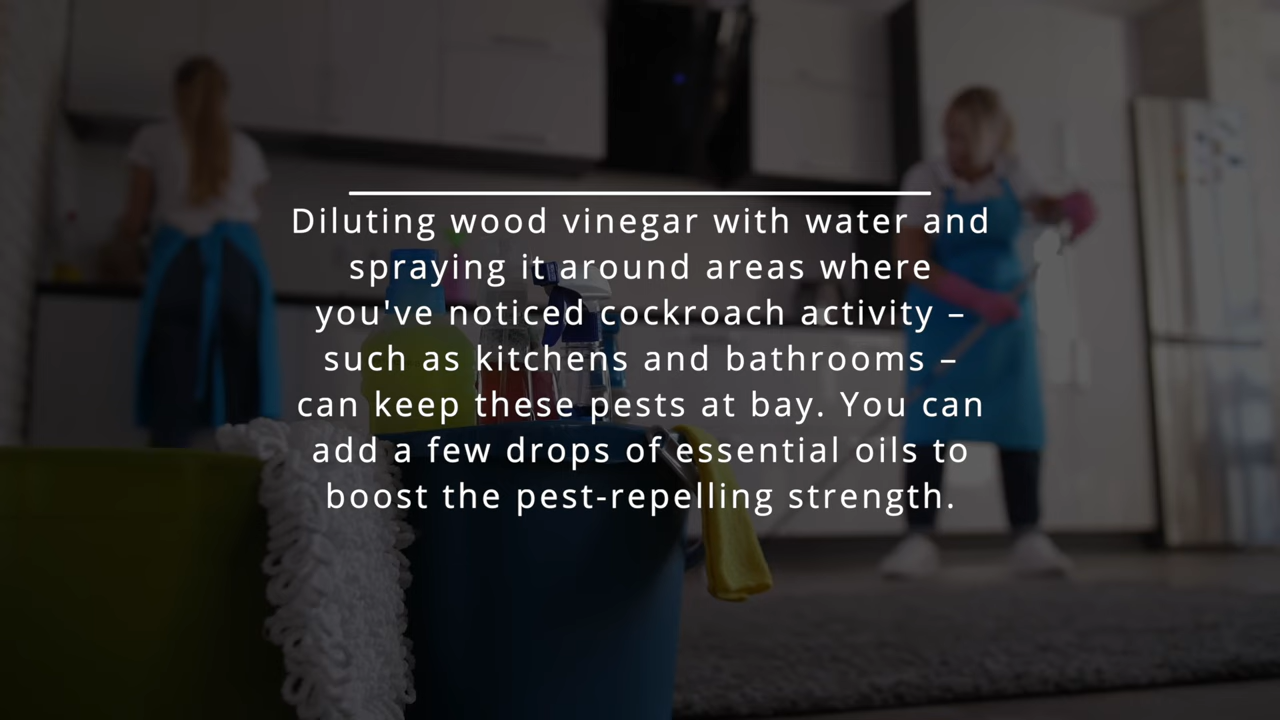 Diluting wood vinegar with water and
spraying it around areas where
you've noticed cockroach activity –
such as kitchens and bathrooms –
can keep these pests at bay. You can
add a few drops of essential oils to
boost the pest-repelling strength.